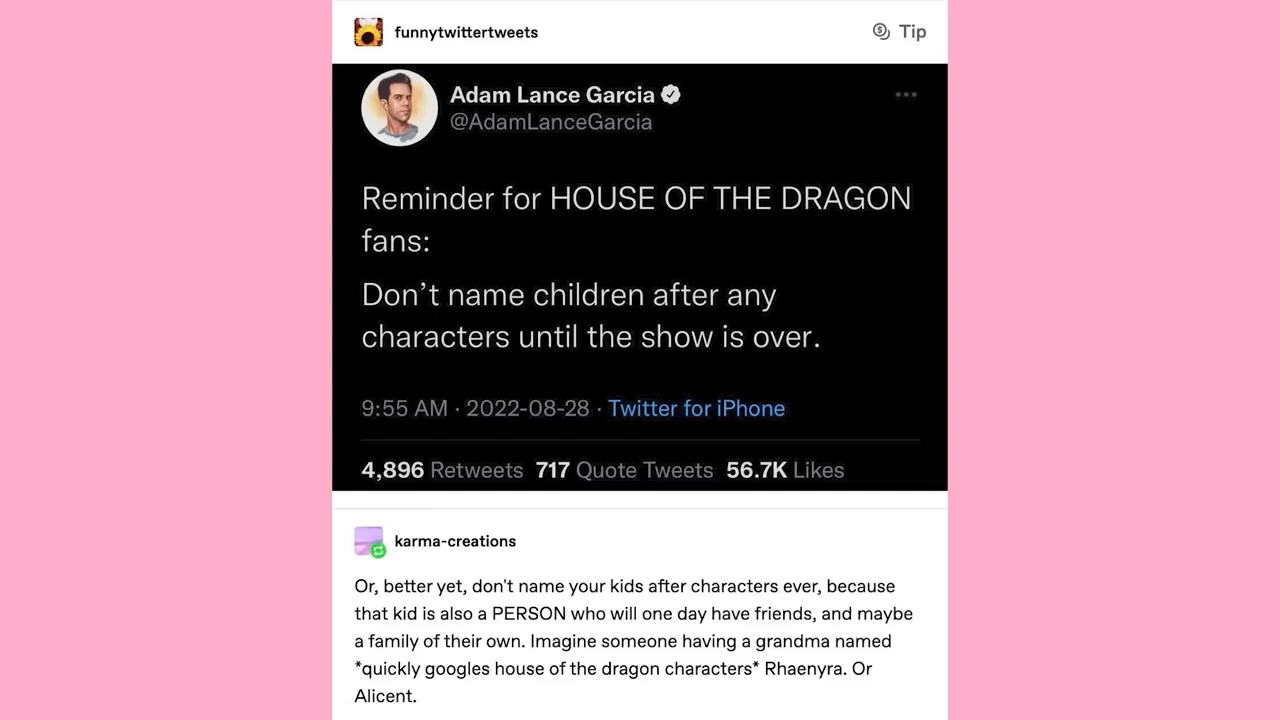 funnytwittertweets
Tip
Adam Lance Garcia
@AdamLanceGarcia
Reminder for HOUSE OF THE DRAGON
fans:
Don’t name children after any
characters until the show is over.
9:55 AM · 2022-08-28 · Twitter for iPhone
4,896 Retweets 717 Quote Tweets 56.7K Likes
karma-creations
Or, better yet, don't name your kids after characters ever, because
that kid is also a PERSON who will one day have friends, and maybe
a family of their own. Imagine someone having a grandma named
*quickly googles house of the dragon characters* Rhaenyra. Or
Alicent.